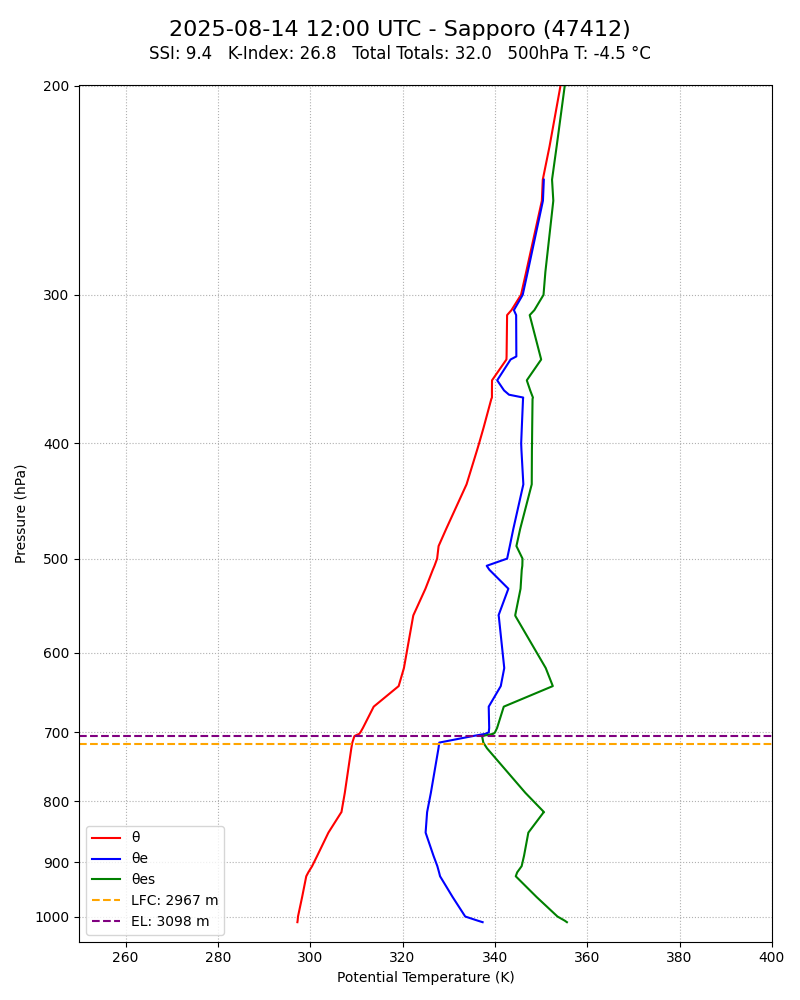 2025-08-14 12:00 UTC - Sapporo (47412)
SSI: 9.4   K-Index: 26.8   Total Totals: 32.0   500hPa T: -4.5 °C
200
300
400
500
600
700
800
900
1000
Pressure (hPa)
θ
θe
θes
LFC: 2967 m
EL: 3098 m
260 280 300 320 340 360 380 400
Potential Temperature (K)